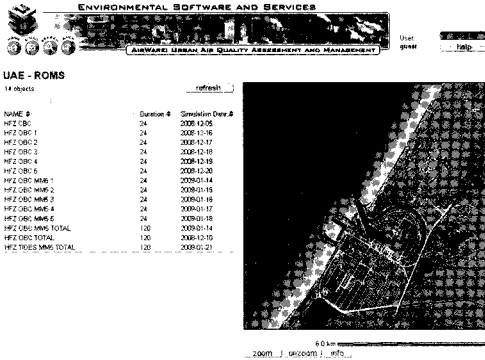 ENVIRONMENTAL SOFTWARE AND SERVICES
AIRWARE: URBAN AIR QUALITY ASSESSMENT AND MANAGEMENT
User:
guest
help
UAE - ROMS
14 objects
refresh
NAME Duration Simulation Date
HFZ OBC 24 2008-12-05
HFZ OBC 1 24 2008-12-16
HFZ OBC 2 24 2008-12-17
HFZ OBC 3 24 2008-12-18
HFZ OBC 4 24 2008-12-19
HFZ OBC 5 24 2008-12-20
HFZ OBC MM5 1 24 2009-01-14
HFZ OBC MM5 2 24 2009-01-15
HFZ OBC MM5 3 24 2009-01-16
HFZ OBC MM5 4 24 2009-01-17
HFZ OBC MM5 5 24 2009-01-18
HFZ OBC MM5 TOTAL 120 2009-01-14
HFZ OBC TOTAL 120 2008-12-16
HFZ TIDES MM5 TOTAL 120 2009-01-21
6.0 km
zoom unzoom info